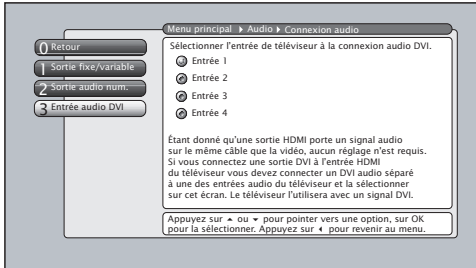 Menu principal ▸ Audio ▸ Connexion audio
0 Retour
1 Sortie fixe/variable
2 Sortie audio num.
3 Entrée audio DVI
Sélectionner l'entrée de téléviseur à la connexion audio DVI.
Entrée 1
Entrée 2
Entrée 3
Entrée 4
Étant donné qu'une sortie HDMI porte un signal audio
sur le même câble que la vidéo, aucun réglage n'est requis.
Si vous connectez une sortie DVI à l'entrée HDMI
du téléviseur vous devez connecter un DVI audio séparé
à une des entrées audio du téléviseur et la sélectionner
sur cet écran. Le téléviseur l'utilisera avec un signal DVI.
Appuyez sur ▴ ou ▾ pour pointer vers une option, sur OK
pour la sélectionner. Appuyez sur ◂ pour revenir au menu.